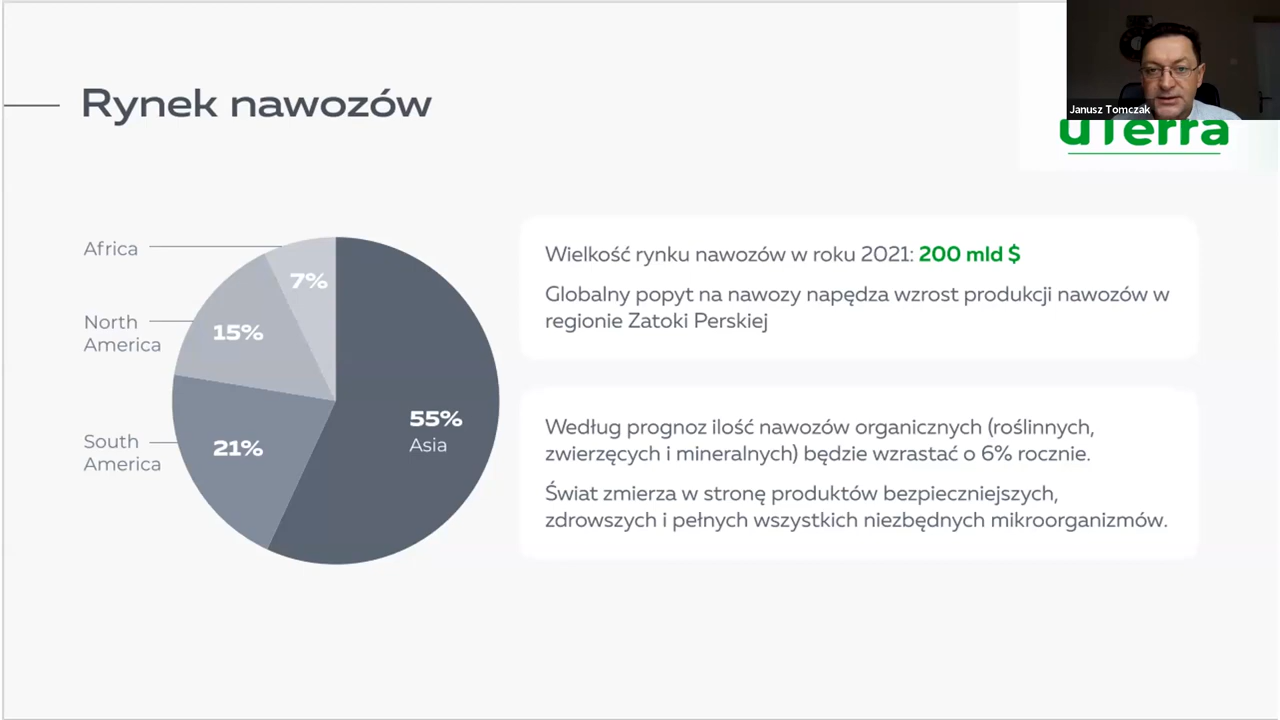 Janusz Tomczak
Rynek nawozów
uTerra
Africa
7%
North
America
15%
South
America
21%
55%
Asia
Wielkość rynku nawozów w roku 2021: 200 mld $
Globalny popyt na nawozy napędza wzrost produkcji nawozów w
regionie Zatoki Perskiej
Według prognoz ilość nawozów organicznych (roślinnych,
zwierzęcych i mineralnych) będzie wzrastać o 6% rocznie.
Świat zmierza w stronę produktów bezpieczniejszych,
zdrowszych i pełnych wszystkich niezbędnych mikroorganizmów.